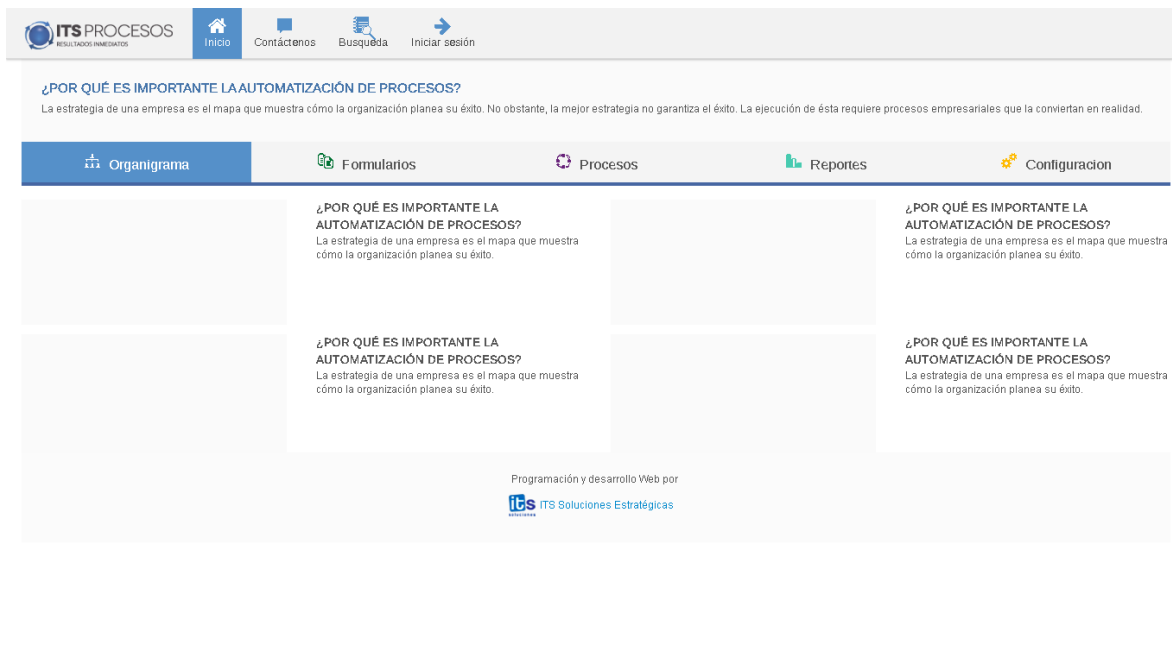 ITS PROCESOS
RESULTADOS INMEDIATOS
Inicio
Contáctenos
Busqueda
Iniciar sesión
¿POR QUÉ ES IMPORTANTE LA AUTOMATIZACIÓN DE PROCESOS?
La estrategia de una empresa es el mapa que muestra cómo la organización planea su éxito. No obstante, la mejor estrategia no garantiza el éxito. La ejecución de ésta requiere procesos empresariales que la conviertan en realidad.
Organigrama
Formularios
Procesos
Reportes
Configuracion
¿POR QUÉ ES IMPORTANTE LA
AUTOMATIZACIÓN DE PROCESOS?
La estrategia de una empresa es el mapa que muestra
cómo la organización planea su éxito.
¿POR QUÉ ES IMPORTANTE LA
AUTOMATIZACIÓN DE PROCESOS?
La estrategia de una empresa es el mapa que muestra
cómo la organización planea su éxito.
¿POR QUÉ ES IMPORTANTE LA
AUTOMATIZACIÓN DE PROCESOS?
La estrategia de una empresa es el mapa que muestra
cómo la organización planea su éxito.
¿POR QUÉ ES IMPORTANTE LA
AUTOMATIZACIÓN DE PROCESOS?
La estrategia de una empresa es el mapa que muestra
cómo la organización planea su éxito.
Programación y desarrollo Web por
its
soluciones
ITS Soluciones Estratégicas